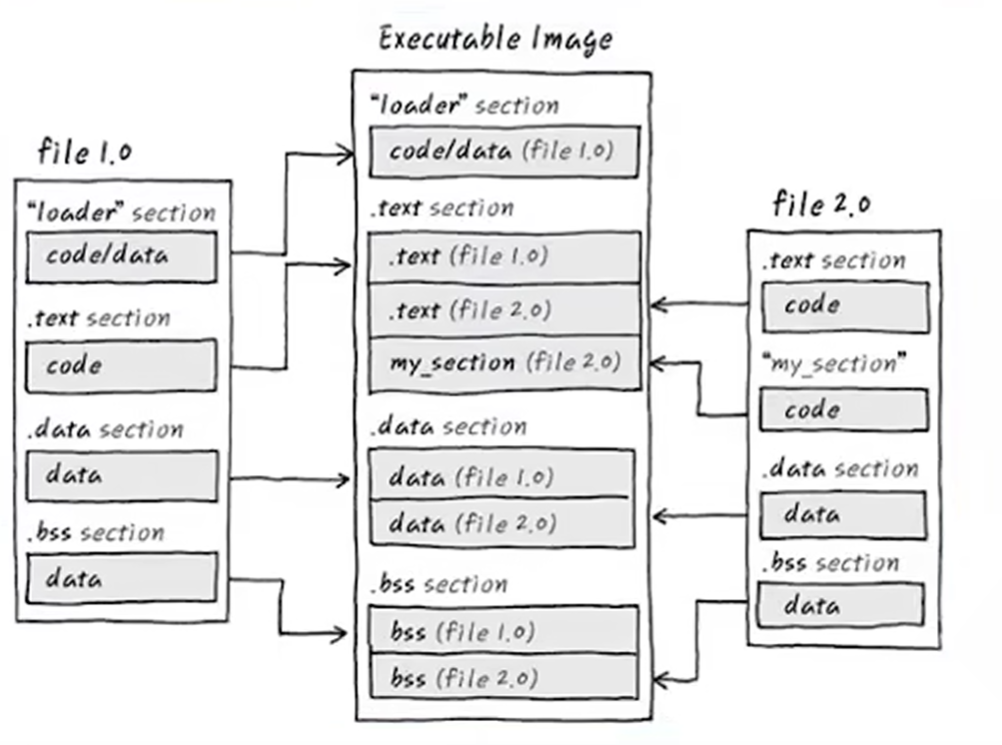 Executable Image
"loader" section
code/data (file 1.0)
.text section
.text (file 1.0)
.text (file 2.0)
my_section (file 2.0)
.data section
data (file 1.0)
data (file 2.0)
.bss section
bss (file 1.0)
bss (file 2.0)
file 1.0
"loader" section
code/data
.text section
code
.data section
data
.bss section
data
file 2.0
.text section
code
"my_section"
code
.data section
data
.bss section
data